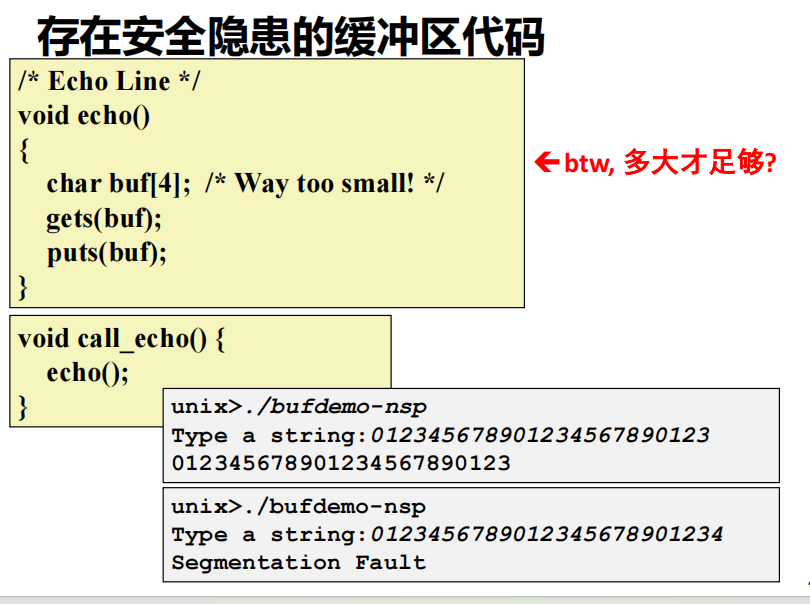 存在安全隐患的缓冲区代码
/* Echo Line */
void echo()
{
    char buf[4];  /* Way too small! */
    gets(buf);
    puts(buf);
}
←btw, 多大才足够?
void call_echo() {
    echo();
}
unix>./bufdemo-nsp
Type a string:012345678901234567890123
012345678901234567890123
unix>./bufdemo-nsp
Type a string:0123456789012345678901234
Segmentation Fault